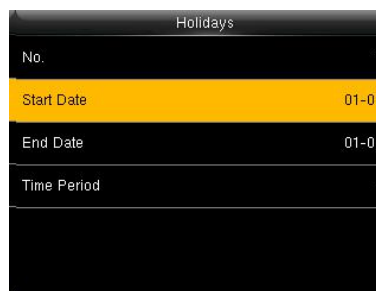 Holidays
No.
Start Date 01-0
End Date 01-0
Time Period